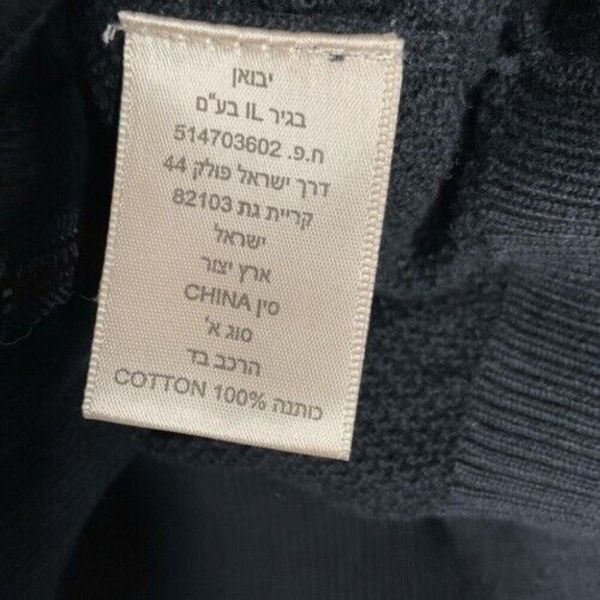 יבואן
בגיר IL בע"מ
ח.פ. 514703602
דרך ישראל פולק 44
קריית גת 82103
ישראל
ארץ יצור
סין CHINA
סוג א'
הרכב בד
כותנה 100% COTTON